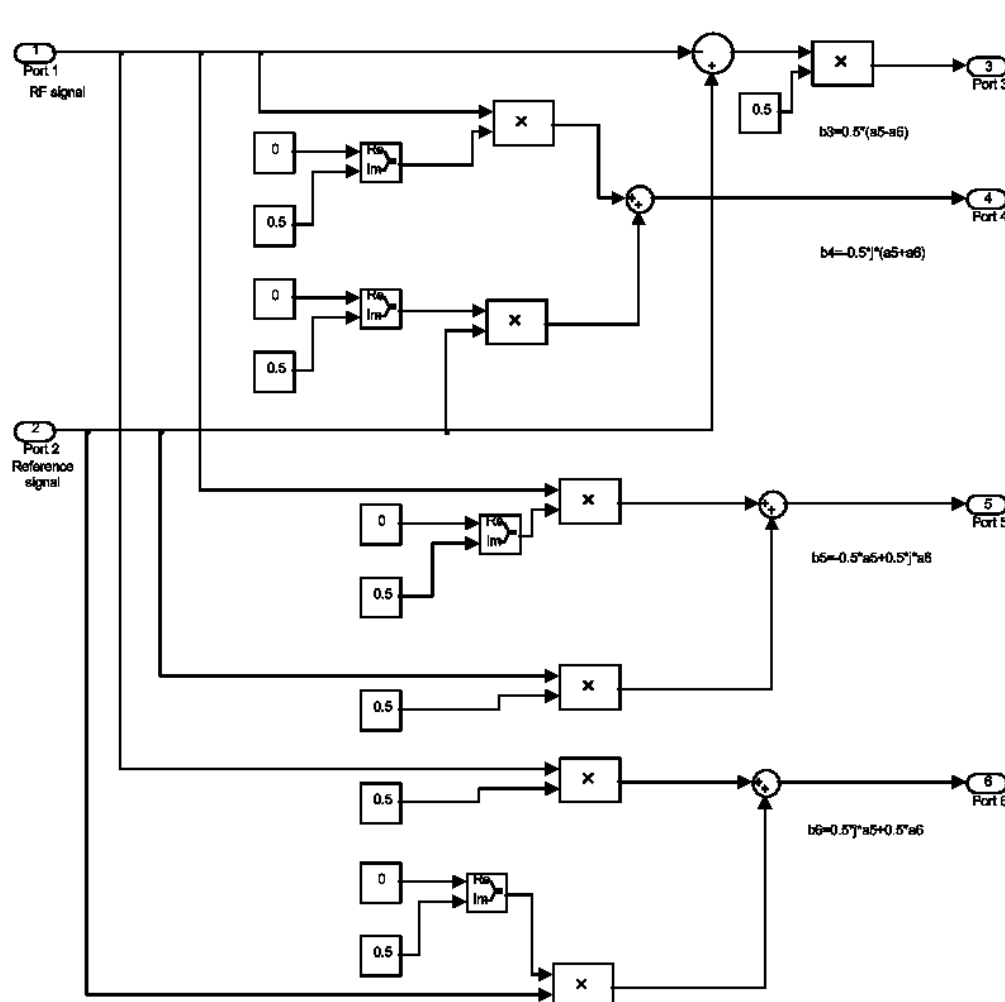 1
Port 1
RF signal
−
+
×
3
Port 3
0.5
b3=0.5*(a5-a6)
×
0
Re
Im
0.5
+
+
4
Port 4
b4=-0.5*j*(a5+a6)
0
Re
Im
0.5
×
2
Port 2
Reference
signal
×
0
Re
Im
0.5
+
+
5
Port 5
b5=-0.5*a5+0.5*j*a6
×
0.5
×
0.5
+
+
6
Port 6
b6=0.5*j*a5+0.5*a6
0
Re
Im
0.5
×